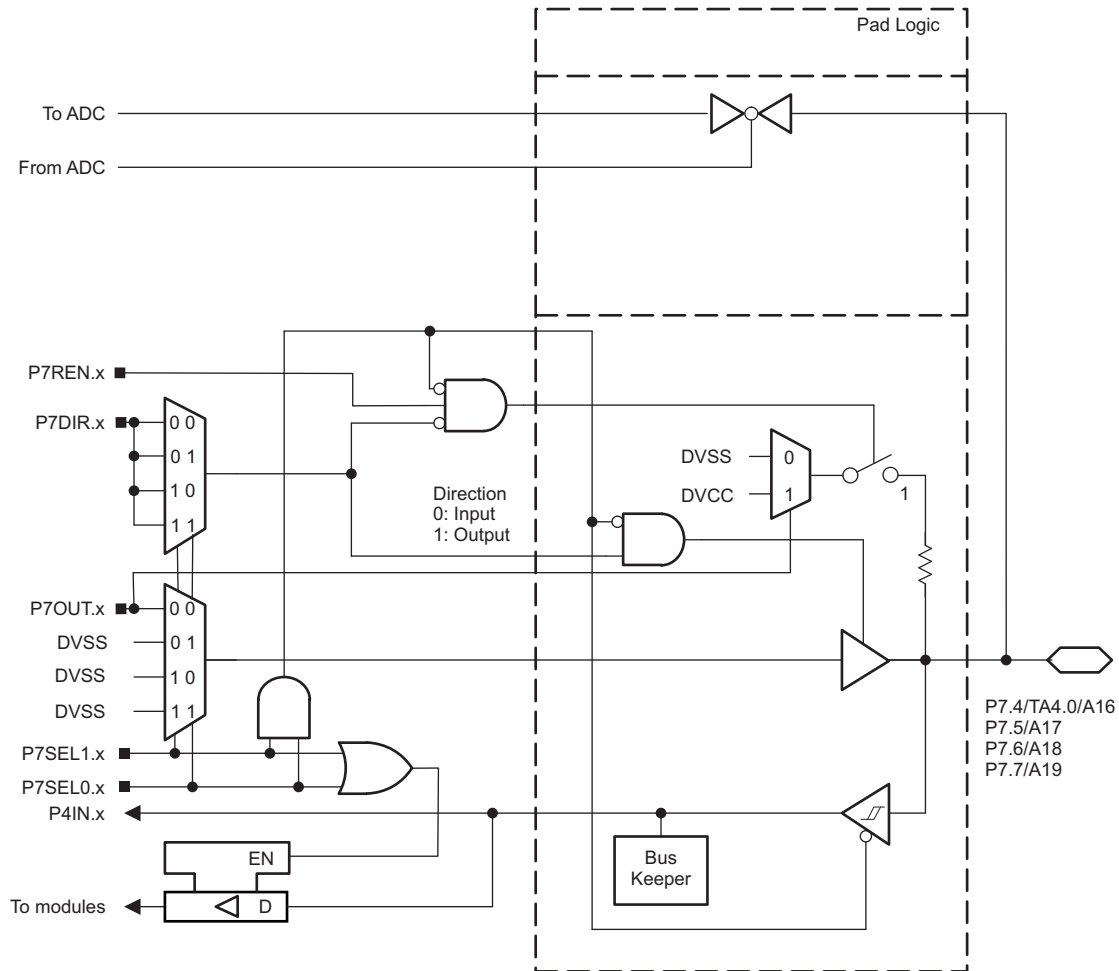 Pad Logic
To ADC
From ADC
P7REN.x
P7DIR.x
0 0
0 1
1 0
1 1
Direction
0: Input
1: Output
DVSS
0
DVCC
1
1
P7OUT.x
0 0
DVSS
0 1
DVSS
1 0
DVSS
1 1
P7.4/TA4.0/A16
P7.5/A17
P7.6/A18
P7.7/A19
P7SEL1.x
P7SEL0.x
P4IN.x
EN
Bus
Keeper
To modules
D